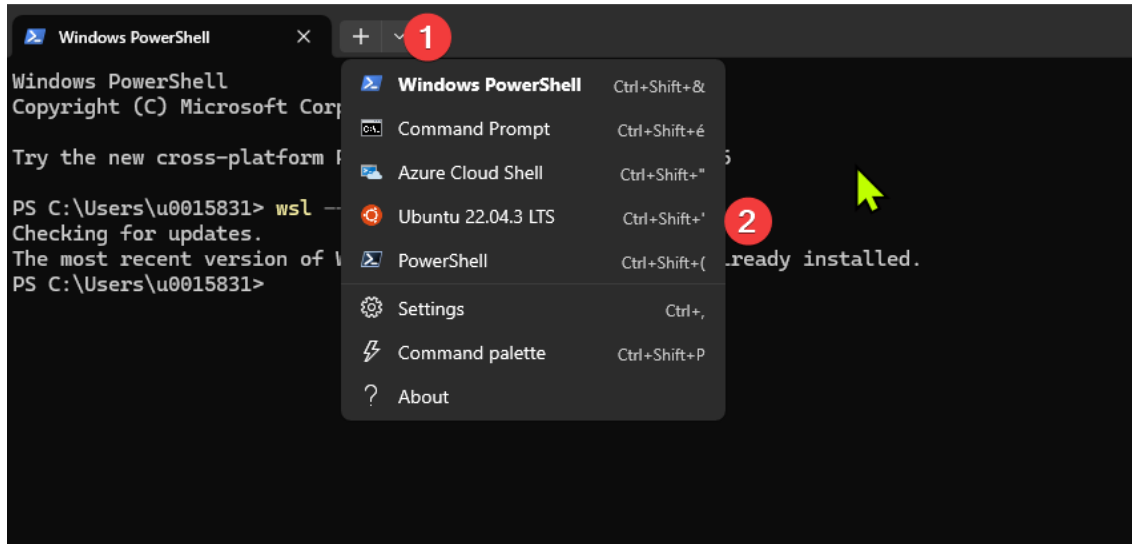 Windows PowerShell
1
Windows PowerShell
Copyright (C) Microsoft Corp
Try the new cross-platform
PS C:\Users\u0015831> wsl
Checking for updates.
The most recent version of
lready installed.
PS C:\Users\u0015831>
Windows PowerShell Ctrl+Shift+&
Command Prompt Ctrl+Shift+é
Azure Cloud Shell Ctrl+Shift+"
Ubuntu 22.04.3 LTS Ctrl+Shift+'
2
PowerShell Ctrl+Shift+(
Settings Ctrl+,
Command palette Ctrl+Shift+P
About